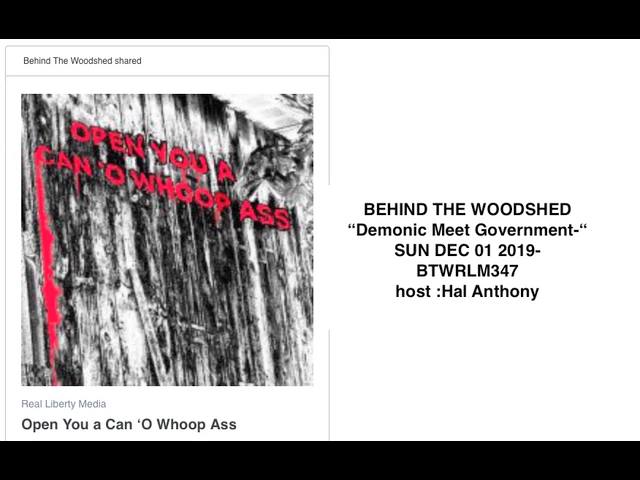 Behind The Woodshed shared
OPEN YOU A
CAN 'O WHOOP ASS
Real Liberty Media
Open You a Can ‘O Whoop Ass
BEHIND THE WOODSHED
“Demonic Meet Government-“
SUN DEC 01 2019-
BTWRLM347
host :Hal Anthony